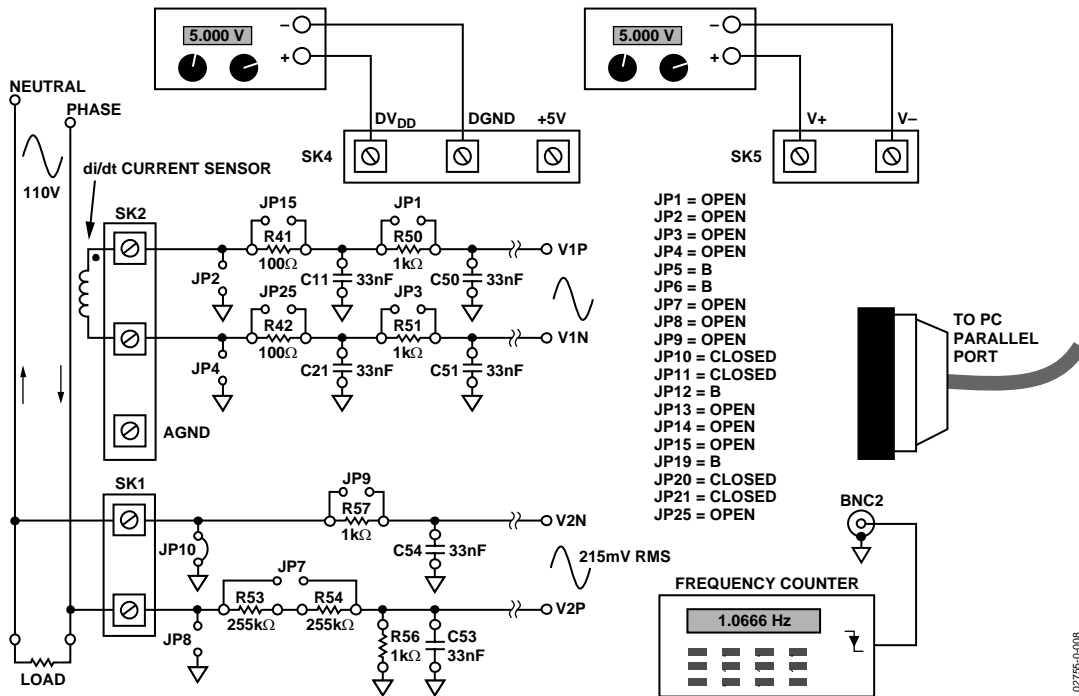 5.000 V
–
+
5.000 V
–
+
NEUTRAL
PHASE
110V
di/dt CURRENT SENSOR
SK4
DVDD
DGND
+5V
SK5
V+
V–
SK2
JP15
R41
100Ω
JP1
R50
1kΩ
V1P
JP2
C11
33nF
C50
33nF
JP25
R42
100Ω
JP3
R51
1kΩ
V1N
JP4
C21
33nF
C51
33nF
AGND
JP1 = OPEN
JP2 = OPEN
JP3 = OPEN
JP4 = OPEN
JP5 = B
JP6 = B
JP7 = OPEN
JP8 = OPEN
JP9 = OPEN
JP10 = CLOSED
JP11 = CLOSED
JP12 = B
JP13 = OPEN
JP14 = OPEN
JP15 = OPEN
JP19 = B
JP20 = CLOSED
JP21 = CLOSED
JP25 = OPEN
TO PC
PARALLEL
PORT
SK1
JP9
R57
1kΩ
V2N
JP10
C54
33nF
215mV RMS
JP7
R53
255kΩ
R54
255kΩ
V2P
JP8
R56
1kΩ
C53
33nF
LOAD
BNC2
FREQUENCY COUNTER
1.0666 Hz
02755-0-008